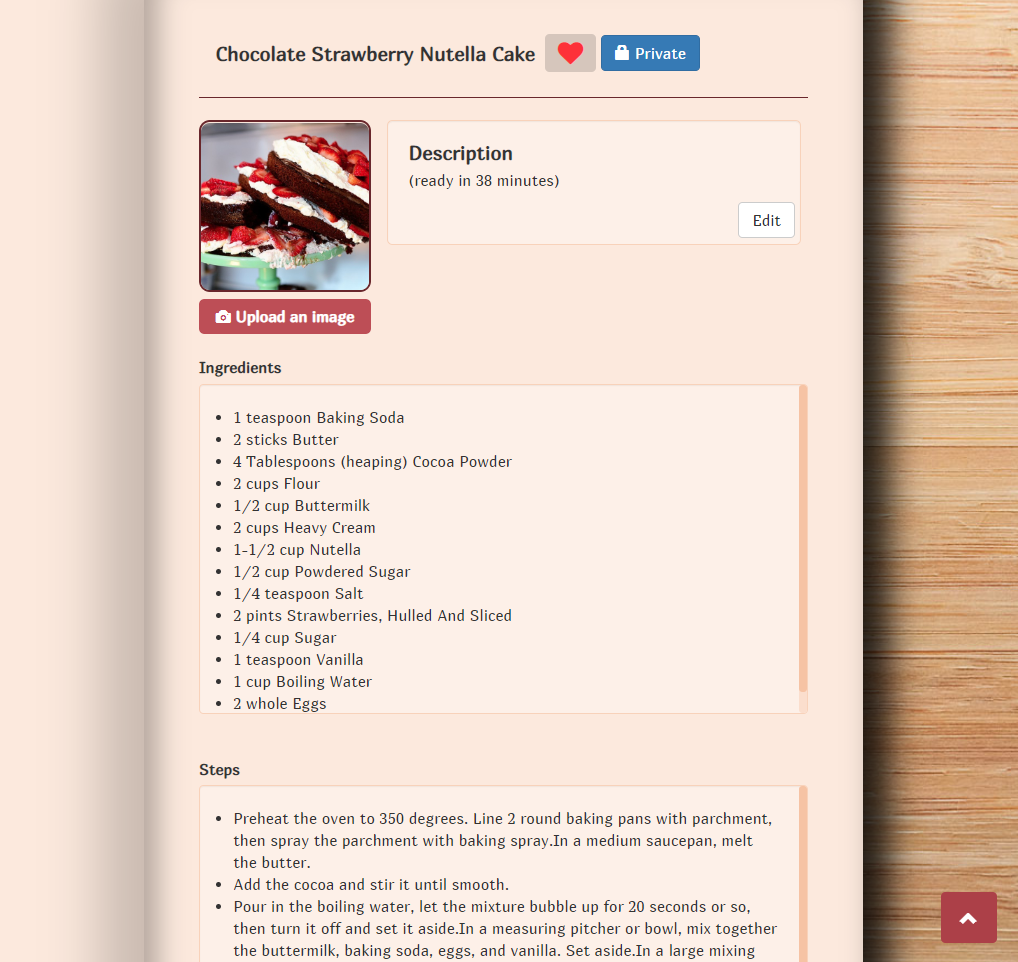 Chocolate Strawberry Nutella Cake
Private
Description
(ready in 38 minutes)
Edit
Upload an image
Ingredients
1 teaspoon Baking Soda
2 sticks Butter
4 Tablespoons (heaping) Cocoa Powder
2 cups Flour
1/2 cup Buttermilk
2 cups Heavy Cream
1-1/2 cup Nutella
1/2 cup Powdered Sugar
1/4 teaspoon Salt
2 pints Strawberries, Hulled And Sliced
1/4 cup Sugar
1 teaspoon Vanilla
1 cup Boiling Water
2 whole Eggs
Steps
Preheat the oven to 350 degrees. Line 2 round baking pans with parchment,
then spray the parchment with baking spray.In a medium saucepan, melt
the butter.
Add the cocoa and stir it until smooth.
Pour in the boiling water, let the mixture bubble up for 20 seconds or so,
then turn it off and set it aside.In a measuring pitcher or bowl, mix together
the buttermilk, baking soda, eggs, and vanilla. Set aside.In a large mixing